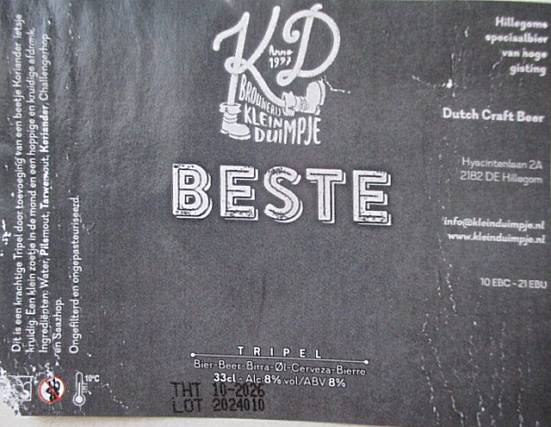 Dit is een krachtige Tripel door toevoeging van een beetje Koriander ietsje
kruidig. Een klein zoetje in de mond en een hoppige en kruidige afdronk.
Ingrediënten: Water, Pilsmout, Tarwemout, Koriander, Challengerhop
en Saazhop.
Ongefilterd en ongepasteuriseerd.
10°C
KD
Anno
1997
BROUWERIJ
KLEIN
DUIMPJE
BESTE
TRIPEL
Bier-Beer-Birra-Øl-Cerveza-Bierre
33cl - Alc 8% vol/ABV 8%
THT 10-2026
LOT 2024010
Hillegoms
speciaalbier
van hoge
gisting
Dutch Craft Beer
Hyacintenlaan 2A
2182 DE Hillegom
info@kleinduimpje.nl
www.kleinduimpje.nl
10 EBC - 21 EBU